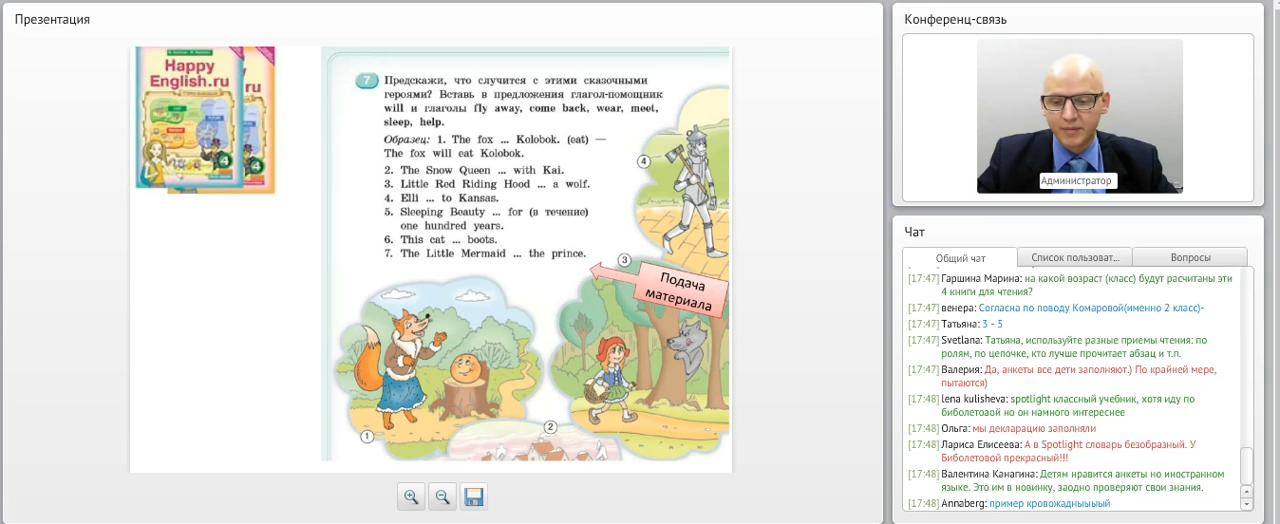 Презентация
Happy
English.ru
ru
4
4
7
Предскажи, что случится с этими сказочными
героями? Вставь в предложения глагол-помощник
will и глаголы fly away, come back, wear, meet,
sleep, help.
Образец: 1. The fox ... Kolobok. (eat) —
The fox will eat Kolobok.
2. The Snow Queen ... with Kai.
3. Little Red Riding Hood ... a wolf.
4. Elli ... to Kansas.
5. Sleeping Beauty ... for (в течение)
one hundred years.
6. This cat ... boots.
7. The Little Mermaid ... the prince.
4
3
Подача
материала
1
2
Конференц-связь
Администратор
Чат
Общий чат
Список пользоват...
Вопросы
[17:47] Гаршина Марина: на какой возраст (класс) будут расчитаны эти
4 книги для чтения?
[17:47] венера: Согласна по поводу Комаровой(именно 2 класс)-
[17:47] Татьяна: 3 - 5
[17:47] Svetlana: Татьяна, используйте разные приемы чтения: по
ролям, по цепочке, кто лучше прочитает абзац и т.п.
[17:47] Валерия: Да, анкеты все дети заполняют.) По крайней мере,
пытаются)
[17:48] lena kulisheva: spotlight классный учебник, хотя иду по
биболетоаой но он намного интереснее
[17:48] Ольга: мы декларацию заполняли
[17:48] Лариса Елисеева: А в Spotlight словарь безобразный. У
Биболетовой прекрасный!!!
[17:48] Валентина Канагина: Детям нравится анкеты но иностранном
языке. Это им в новинку, заодно проверяют свои знания.
[17:48] Annaberg: пример кровожадныыыый